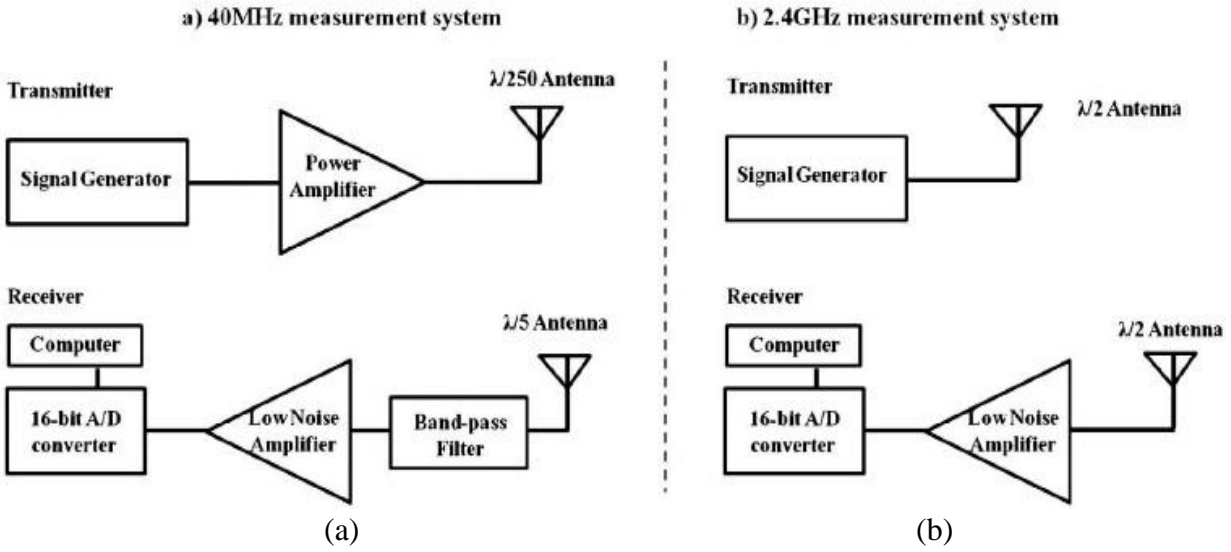 a) 40MHz measurement system
Transmitter
λ/250 Antenna
Signal Generator
Power
Amplifier
Receiver
λ/5 Antenna
Computer
16-bit A/D
converter
Low Noise
Amplifier
Band-pass
Filter
(a)
b) 2.4GHz measurement system
Transmitter
λ/2 Antenna
Signal Generator
Receiver
λ/2 Antenna
Computer
16-bit A/D
converter
Low Noise
Amplifier
(b)